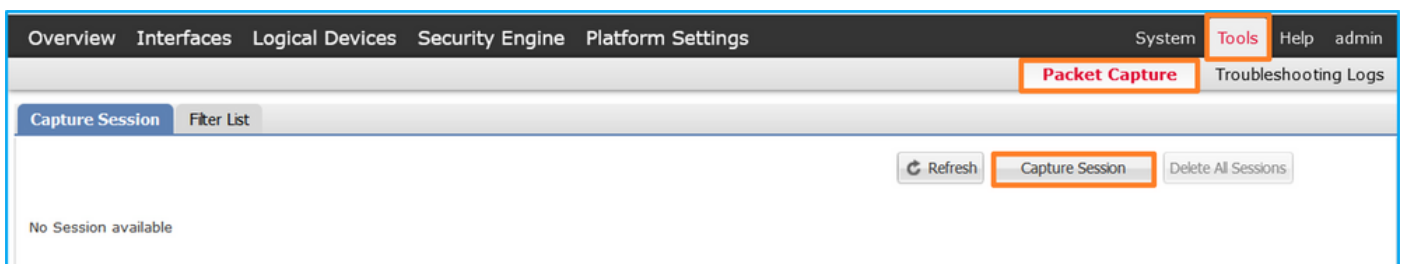 Overview Interfaces Logical Devices Security Engine Platform Settings System Tools Help admin
Packet Capture Troubleshooting Logs
Capture Session Filter List
Refresh Capture Session Delete All Sessions
No Session available